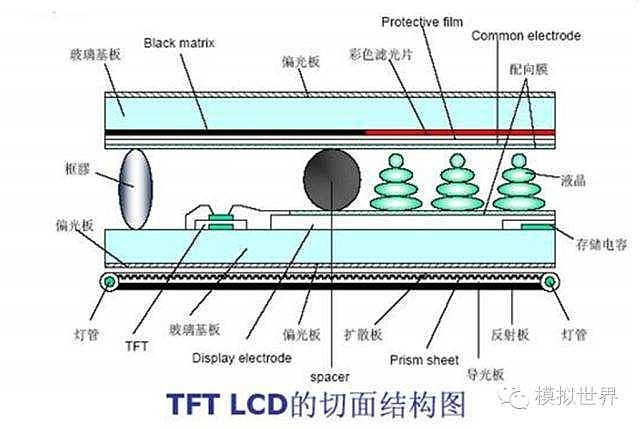 Protective film
Black matrix
Common electrode
玻璃基板
偏光板
彩色滤光片
配向膜
框膠
液晶
偏光板
存储电容
灯管
TFT
玻璃基板
Display electrode
偏光板
spacer
扩散板
Prism sheet
导光板
反射板
灯管
TFT LCD的切面结构图
模拟世界